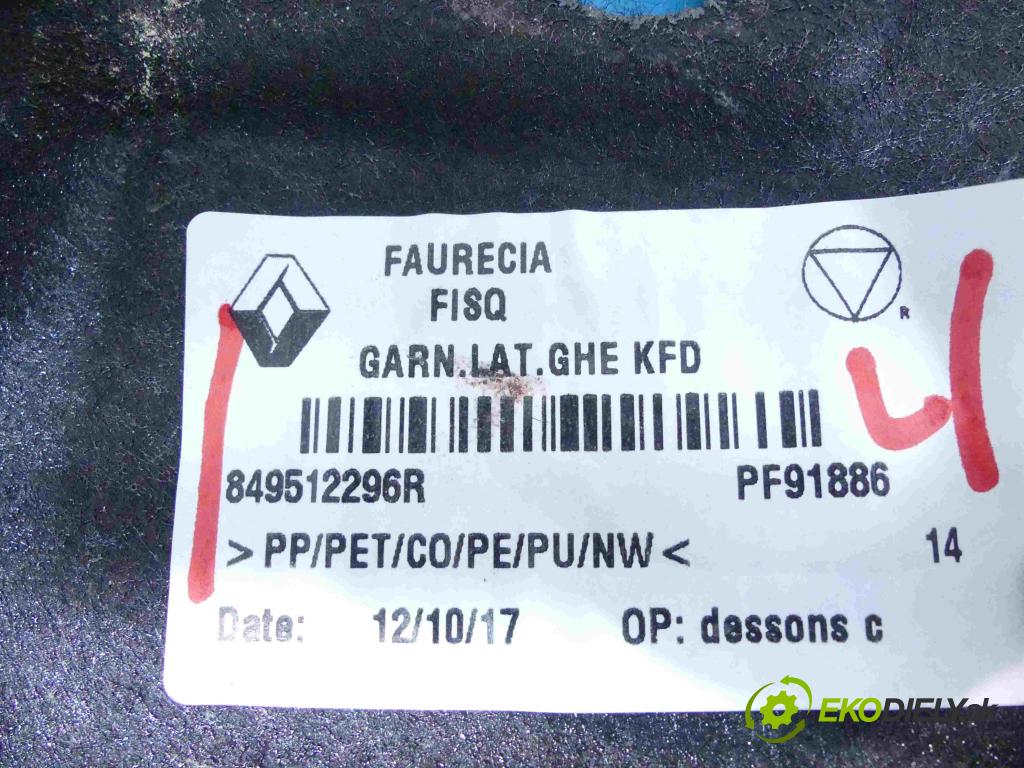 FAURECIA
FISQ
R
GARN.LAT.GHE KFD
849512296R PF91886
>PP/PET/CO/PE/PU/NW< 14
Date: 12/10/17 OP: dessons c
EKODIELY.sk